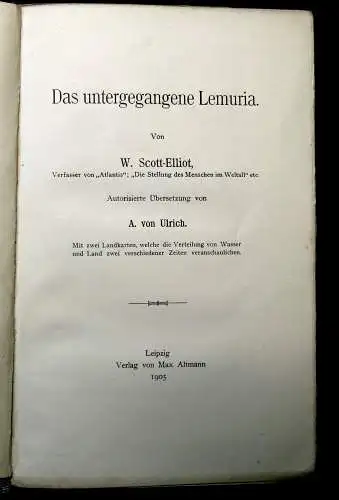 Das untergegangene Lemuria.
Von
W. Scott-Elliot,
Verfasser von „Atlantis"; „Die Stellung des Menschen im Weltall" etc.
Autorisierte Übersetzung von
A. von Ulrich.
Mit zwei Landkarten, welche die Verteilung von Wasser
und Land zwei verschiedener Zeiten veranschaulichen.
Leipzig
Verlag von Max Altmann
1905